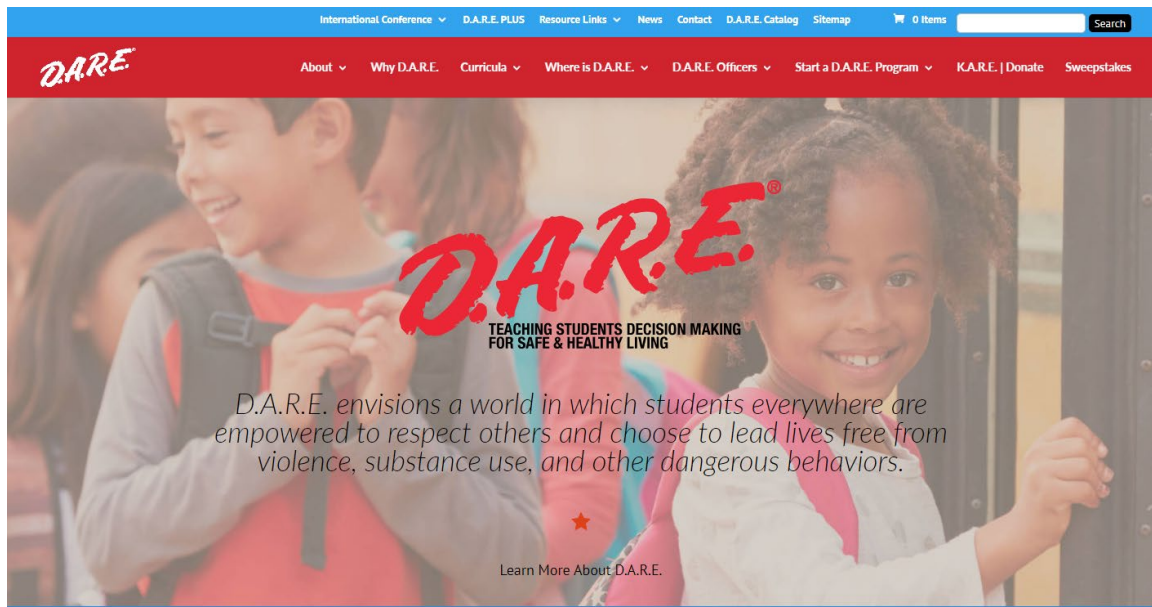 International Conference D.A.R.E. PLUS Resource Links News Contact D.A.R.E. Catalog Sitemap 0 Items Search
D.A.R.E.
About Why D.A.R.E. Curricula Where is D.A.R.E. D.A.R.E. Officers Start a D.A.R.E. Program K.A.R.E. | Donate Sweepstakes
D.A.R.E.®
TEACHING STUDENTS DECISION MAKING
FOR SAFE & HEALTHY LIVING
D.A.R.E. envisions a world in which students everywhere are
empowered to respect others and choose to lead lives free from
violence, substance use, and other dangerous behaviors.
Learn More About D.A.R.E.